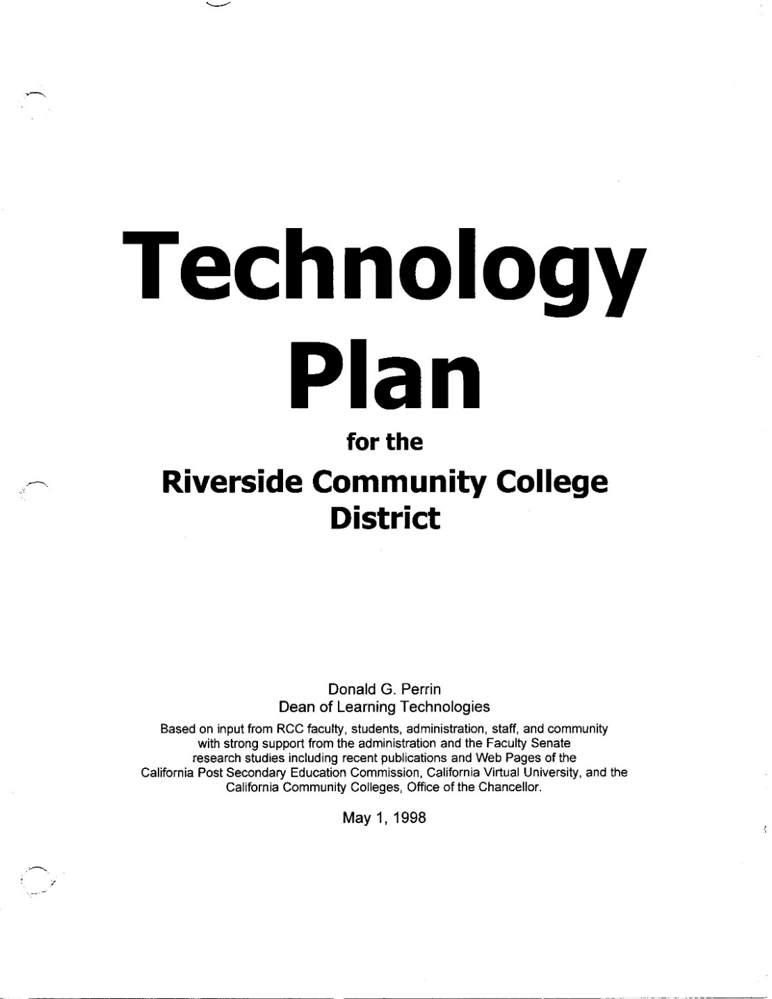 Technology
Plan
for the
Riverside Community College
District
Donald G. Perrin
Dean of Learning Technologies
Based on input from RCC faculty, students, administration, staff, and community
with strong support from the administration and the Faculty Senate
research studies including recent publications and Web Pages of the
California Post Secondary Education Commission, California Virtual University, and the
California Community Colleges, Office of the Chancellor.
May 1, 1998